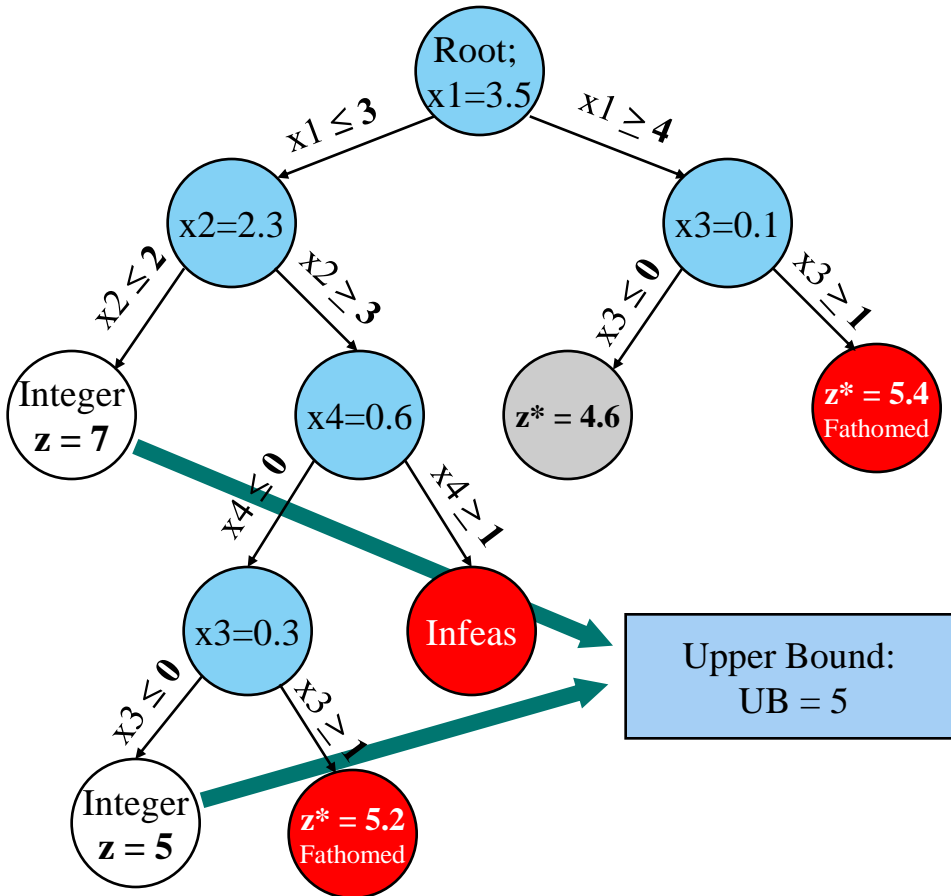 Root;
x1=3.5
x1 ≤ 3
x1 ≥ 4
x2=2.3
x3=0.1
x2 ≤ 2
x2 ≥ 3
x3 ≤ 0
x3 ≥ 1
Integer
z = 7
x4=0.6
z* = 4.6
z* = 5.4
Fathomed
x4 ≤ 0
x4 ≥ 1
x3=0.3
Infeas
Upper Bound:
UB = 5
x3 ≤ 0
x3 ≥ 1
Integer
z = 5
z* = 5.2
Fathomed